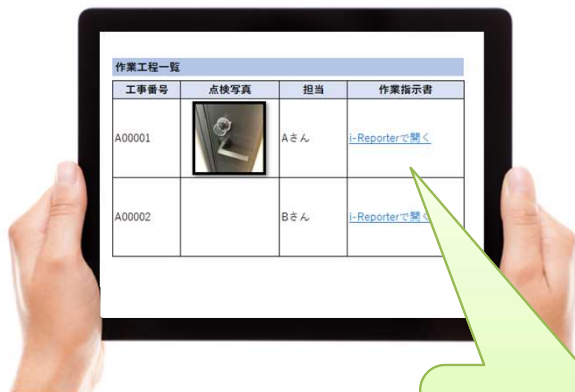 作業工程一覧
工事番号 点検写真 担当 作業指示書
A00001 Aさん i-Reporterで開く
A00002 Bさん i-Reporterで開く